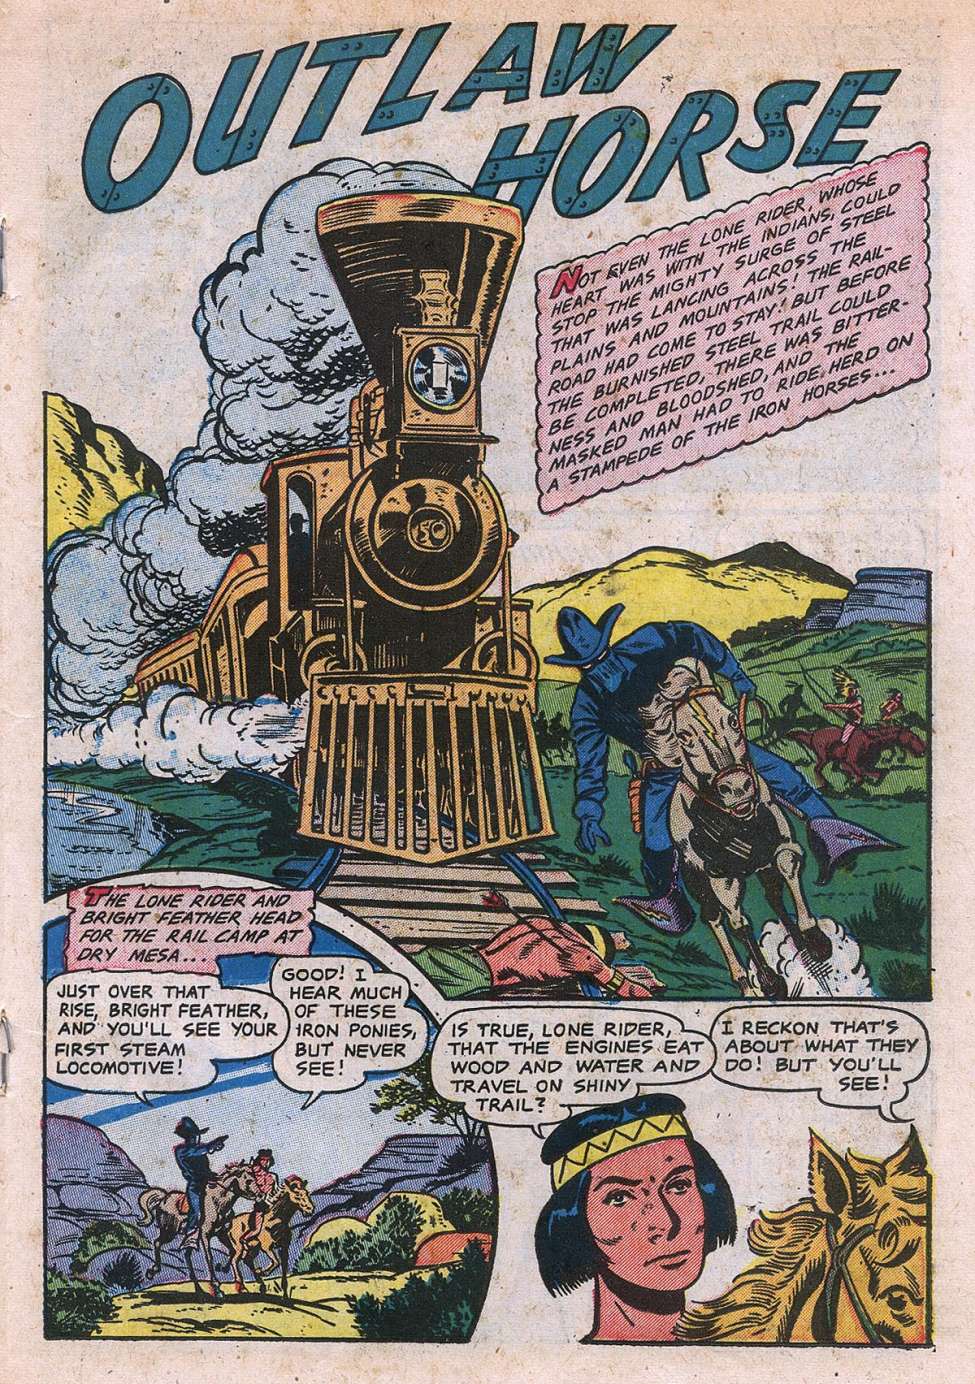 OUTLAW
HORSE
NOT EVEN THE LONE RIDER, WHOSE
HEART WAS WITH THE INDIANS, COULD
STOP THE MIGHTY SURGE OF STEEL
THAT WAS LANCING ACROSS THE
PLAINS AND MOUNTAINS! THE RAIL-
ROAD HAD COME TO STAY! BUT BEFORE
THE BURNISHED STEEL TRAIL COULD
BE COMPLETED, THERE WAS BITTER-
NESS AND BLOODSHED, AND THE
MASKED MAN HAD TO RIDE HERD ON
A STAMPEDE OF THE IRON HORSES...
50
THE LONE RIDER AND
BRIGHT FEATHER HEAD
FOR THE RAIL CAMP AT
DRY MESA...
JUST OVER THAT
RISE, BRIGHT FEATHER,
AND YOU'LL SEE YOUR
FIRST STEAM
LOCOMOTIVE!
GOOD! I
HEAR MUCH
OF THESE
IRON PONIES,
BUT NEVER
SEE!
IS TRUE, LONE RIDER,
THAT THE ENGINES EAT
WOOD AND WATER AND
TRAVEL ON SHINY
TRAIL?
I RECKON THAT'S
ABOUT WHAT THEY
DO! BUT YOU'LL
SEE!